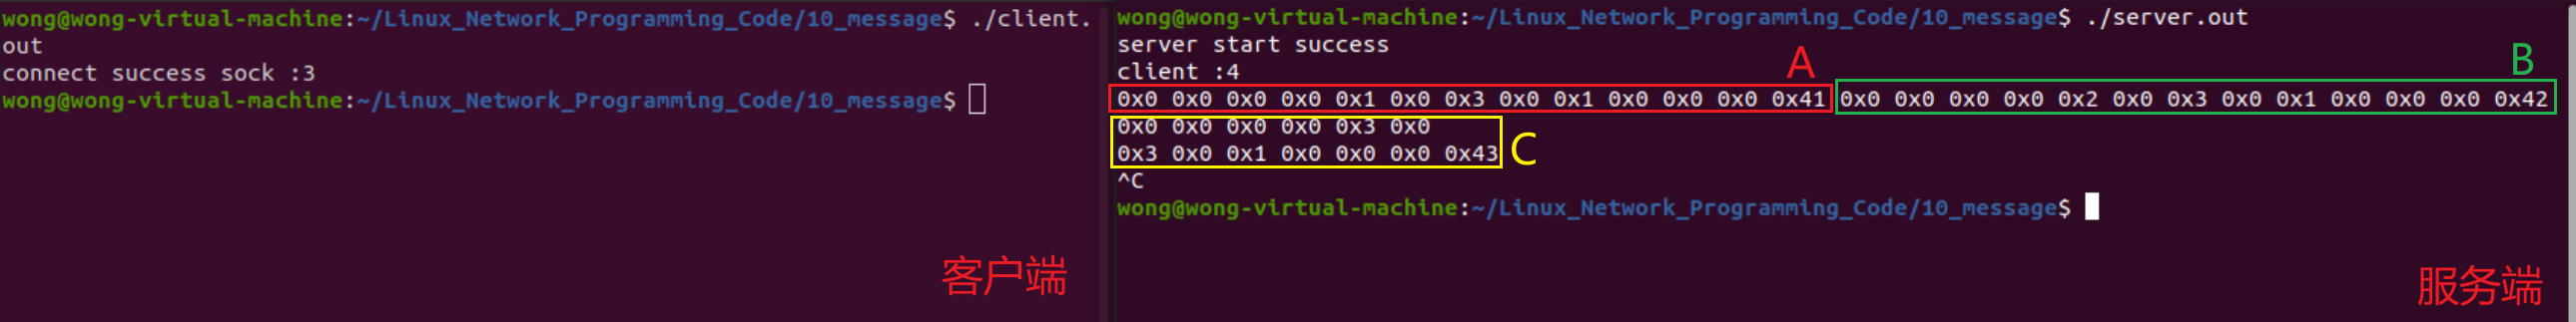 wong@wong-virtual-machine:~/Linux_Network_Programming_Code/10_message$ ./client.
out
connect success sock :3
wong@wong-virtual-machine:~/Linux_Network_Programming_Code/10_message$
客户端
wong@wong-virtual-machine:~/Linux_Network_Programming_Code/10_message$ ./server.out
server start success
client :4
A
B
0x0 0x0 0x0 0x0 0x1 0x0 0x3 0x0 0x1 0x0 0x0 0x0 0x41 0x0 0x0 0x0 0x0 0x2 0x0 0x3 0x0 0x1 0x0 0x0 0x0 0x42
0x0 0x0 0x0 0x0 0x3 0x0
0x3 0x0 0x1 0x0 0x0 0x0 0x43
C
^C
wong@wong-virtual-machine:~/Linux_Network_Programming_Code/10_message$
服务端